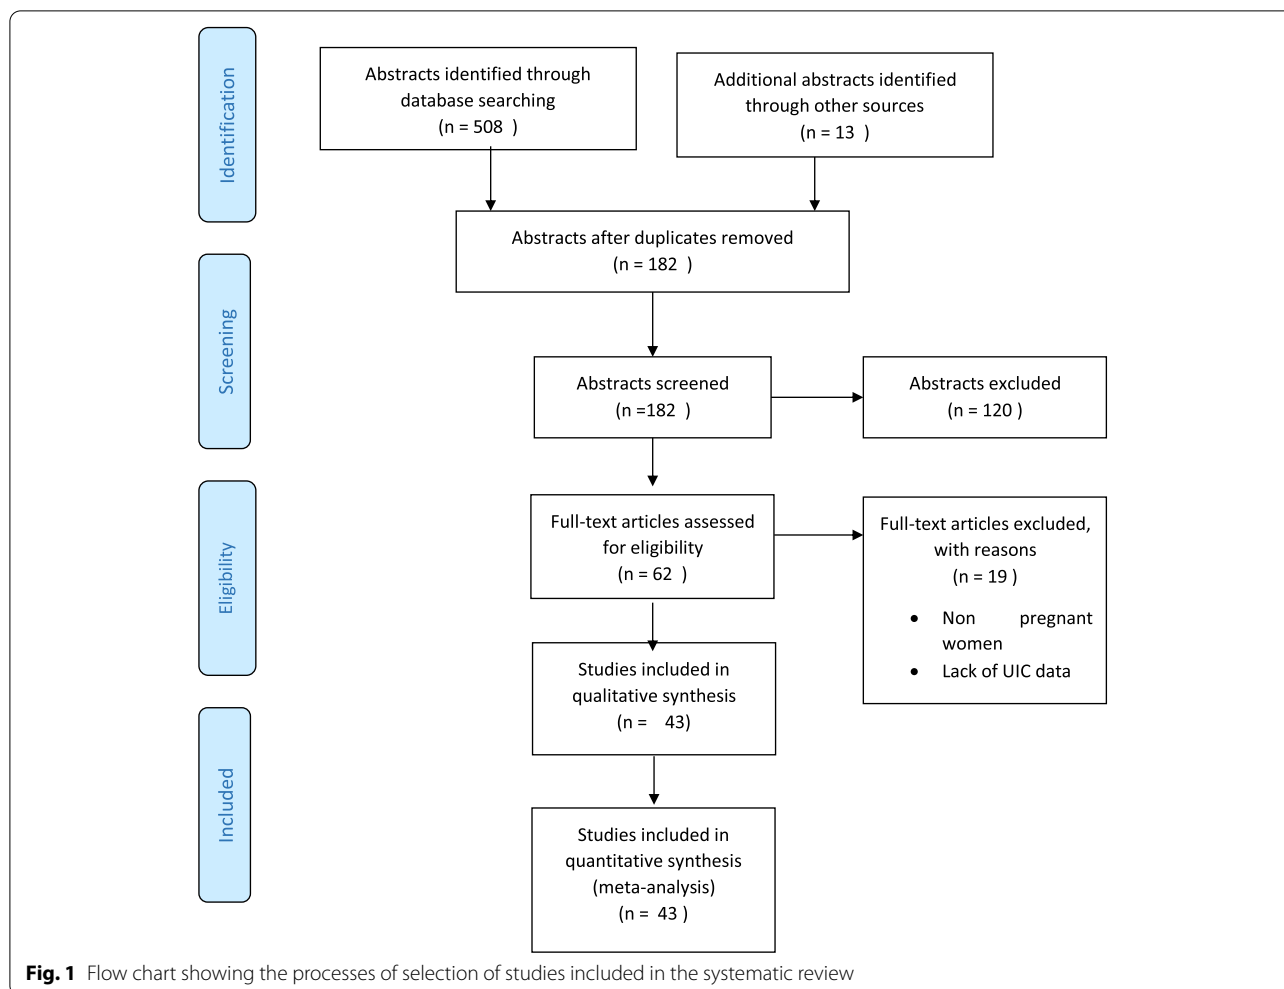 Identification
Abstracts identified through
database searching
(n = 508  )
Additional abstracts identified
through other sources
(n = 13  )
Abstracts after duplicates removed
(n = 182  )
Screening
Abstracts screened
(n =182  )
Abstracts excluded
(n = 120 )
Eligibility
Full-text articles assessed
for eligibility
(n = 62  )
Full-text articles excluded,
with reasons
(n = 19 )
• Non pregnant
women
• Lack of UIC data
Studies included in
qualitative synthesis
(n =   43)
Included
Studies included in
quantitative synthesis
(meta-analysis)
(n =  43 )
Fig. 1 Flow chart showing the processes of selection of studies included in the systematic review